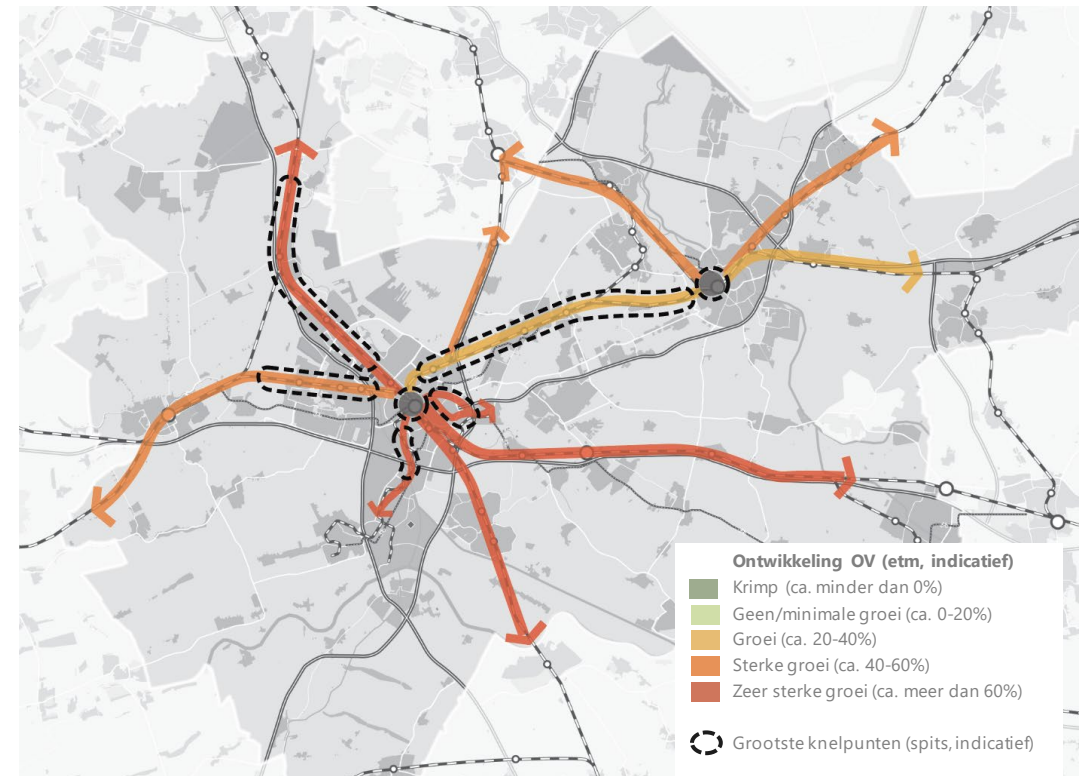 Ontwikkeling OV (etm, indicatief)
Krimp (ca. minder dan 0%)
Geen/minimale groei (ca. 0-20%)
Groei (ca. 20-40%)
Sterke groei (ca. 40-60%)
Zeer sterke groei (ca. meer dan 60%)
Grootste knelpunten (spits, indicatief)